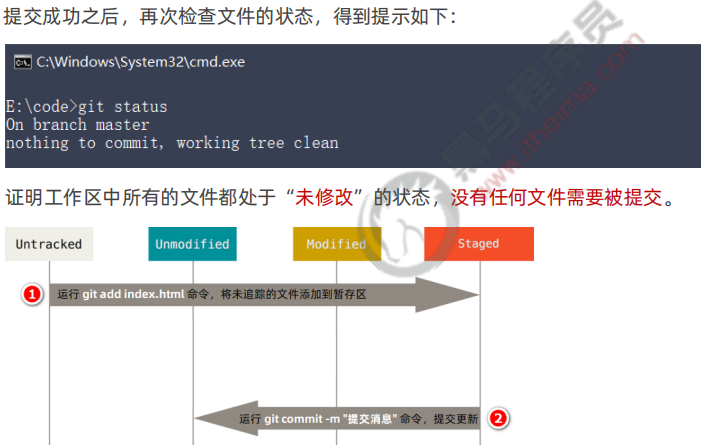 提交成功之后，再次检查文件的状态，得到提示如下：
C:\Windows\System32\cmd.exe
E:\code>git status
On branch master
nothing to commit, working tree clean
证明工作区中所有的文件都处于“未修改”的状态，没有任何文件需要被提交。
Untracked
Unmodified
Modified
Staged
1 运行 git add index.html 命令，将未追踪的文件添加到暂存区
运行 git commit -m "提交消息" 命令，提交更新 2
黑马程序员
www.itheima.com